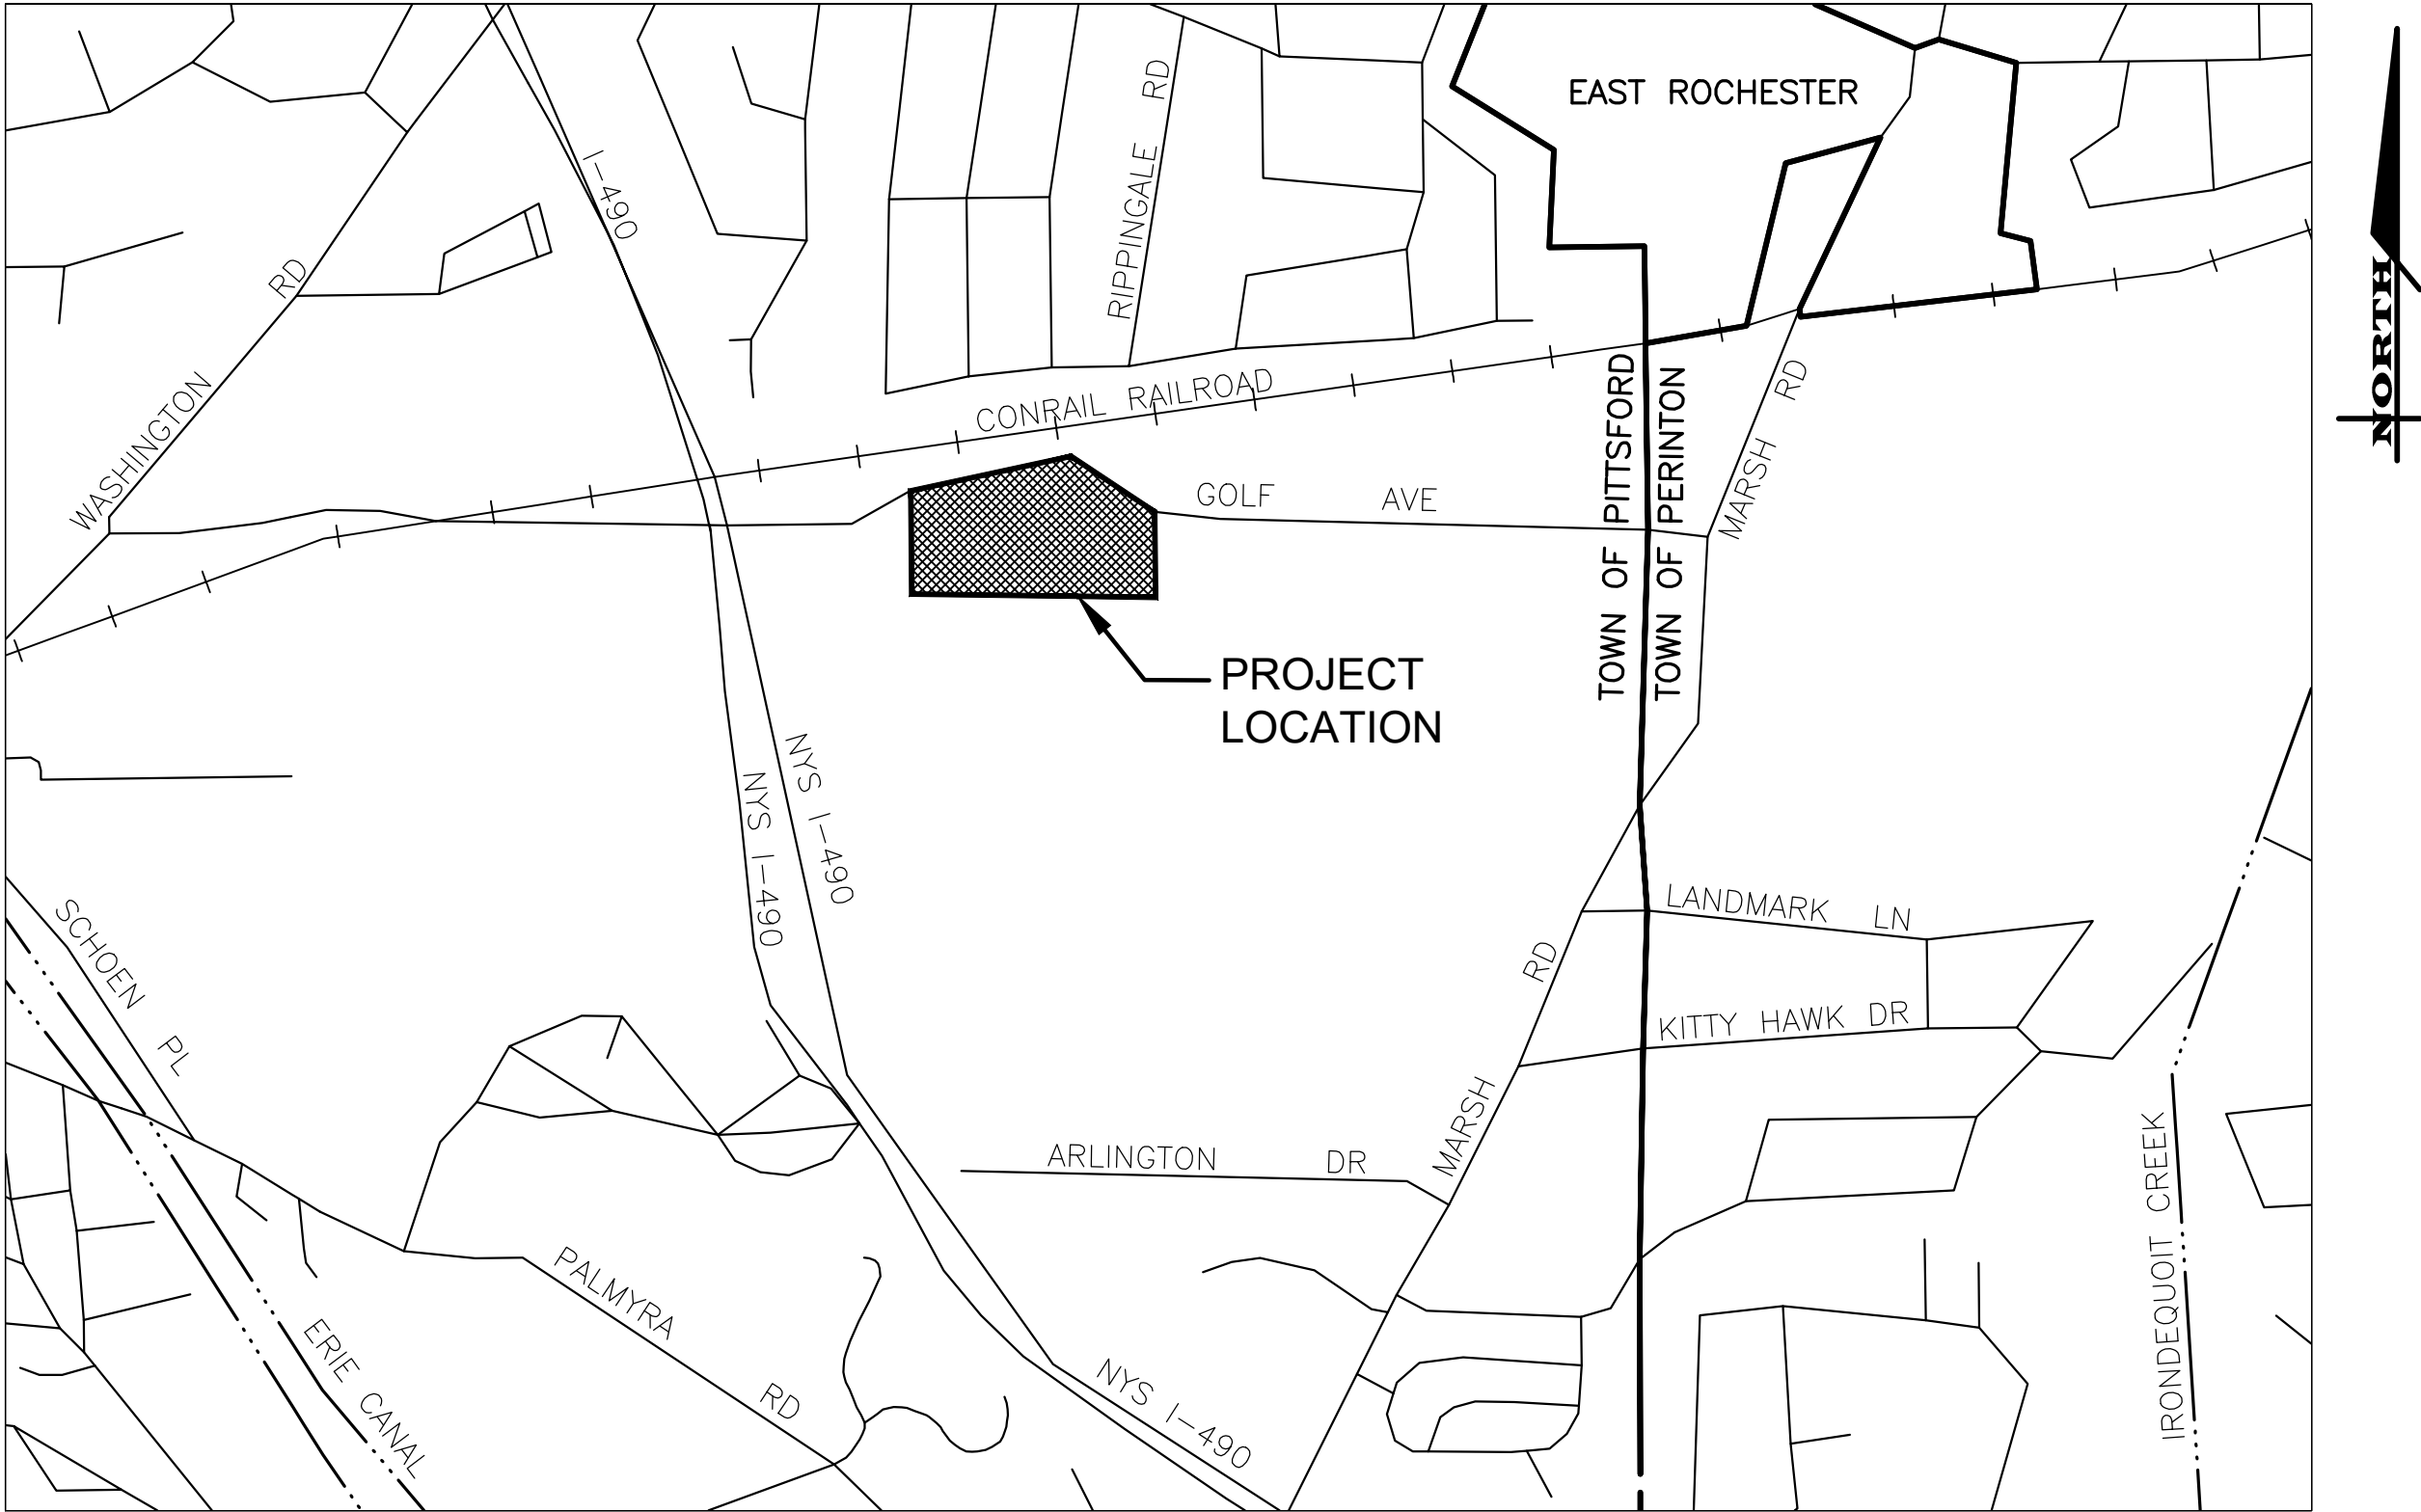 EAST ROCHESTER
NORTH
RIPPINGALE RD
I-490
WASHINGTON RD
CONRAIL RAILROAD
GOLF AVE
TOWN OF PITTSFORD
TOWN OF PERINTON
MARSH RD
PROJECT
LOCATION
NYS I-490
NYS I-490
SCHOEN PL
LANDMARK LN
KITTY HAWK DR
MARSH RD
ARLINGTON DR
IRONDEQUOIT CREEK
PALMYRA RD
ERIE CANAL
NYS I-490